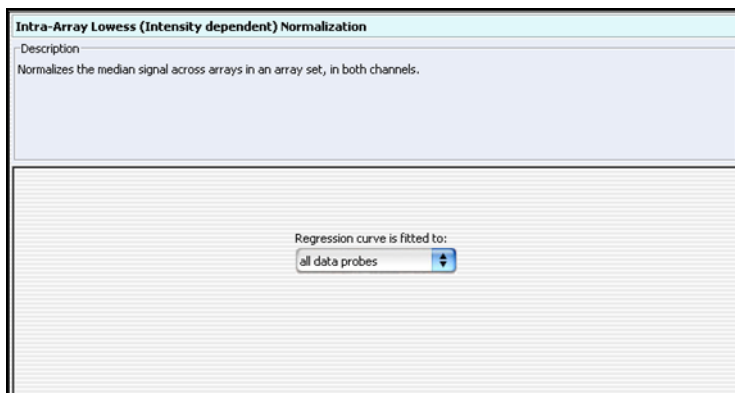 Intra-Array Lowess (Intensity dependent) Normalization
Description
Normalizes the median signal across arrays in an array set, in both channels.
Regression curve is fitted to:
all data probes